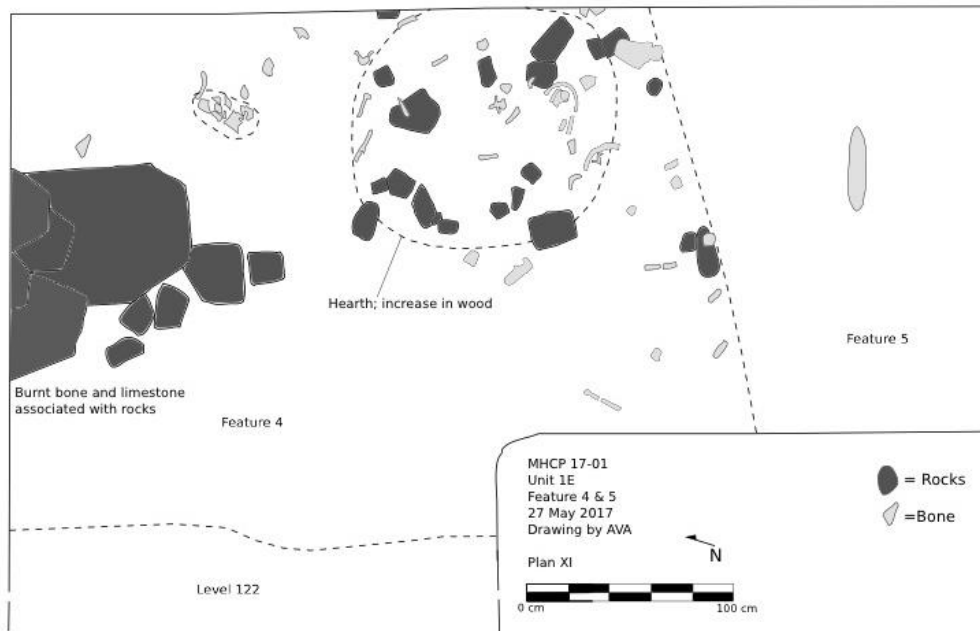 Hearth; increase in wood
Feature 5
Burnt bone and limestone
associated with rocks
Feature 4
MHCP 17-01
Unit 1E
Feature 4 & 5
27 May 2017
Drawing by AVA
Plan XI
N
0 cm
100 cm
= Rocks
=Bone
Level 122